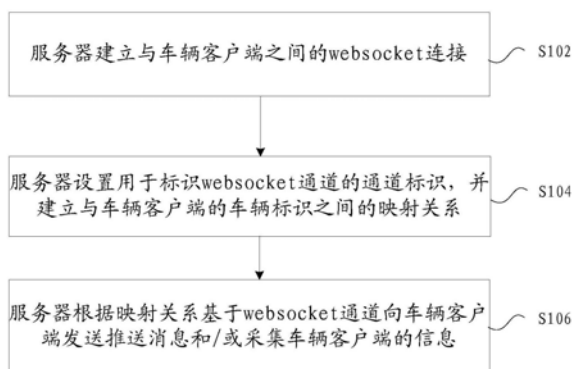 服务器建立与车辆客户端之间的websocket连接
S102
服务器设置用于标识websocket通道的通道标识，并
建立与车辆客户端的车辆标识之间的映射关系
S104
服务器根据映射关系基于websocket通道向车辆客户
端发送推送消息和/或采集车辆客户端的信息
S106